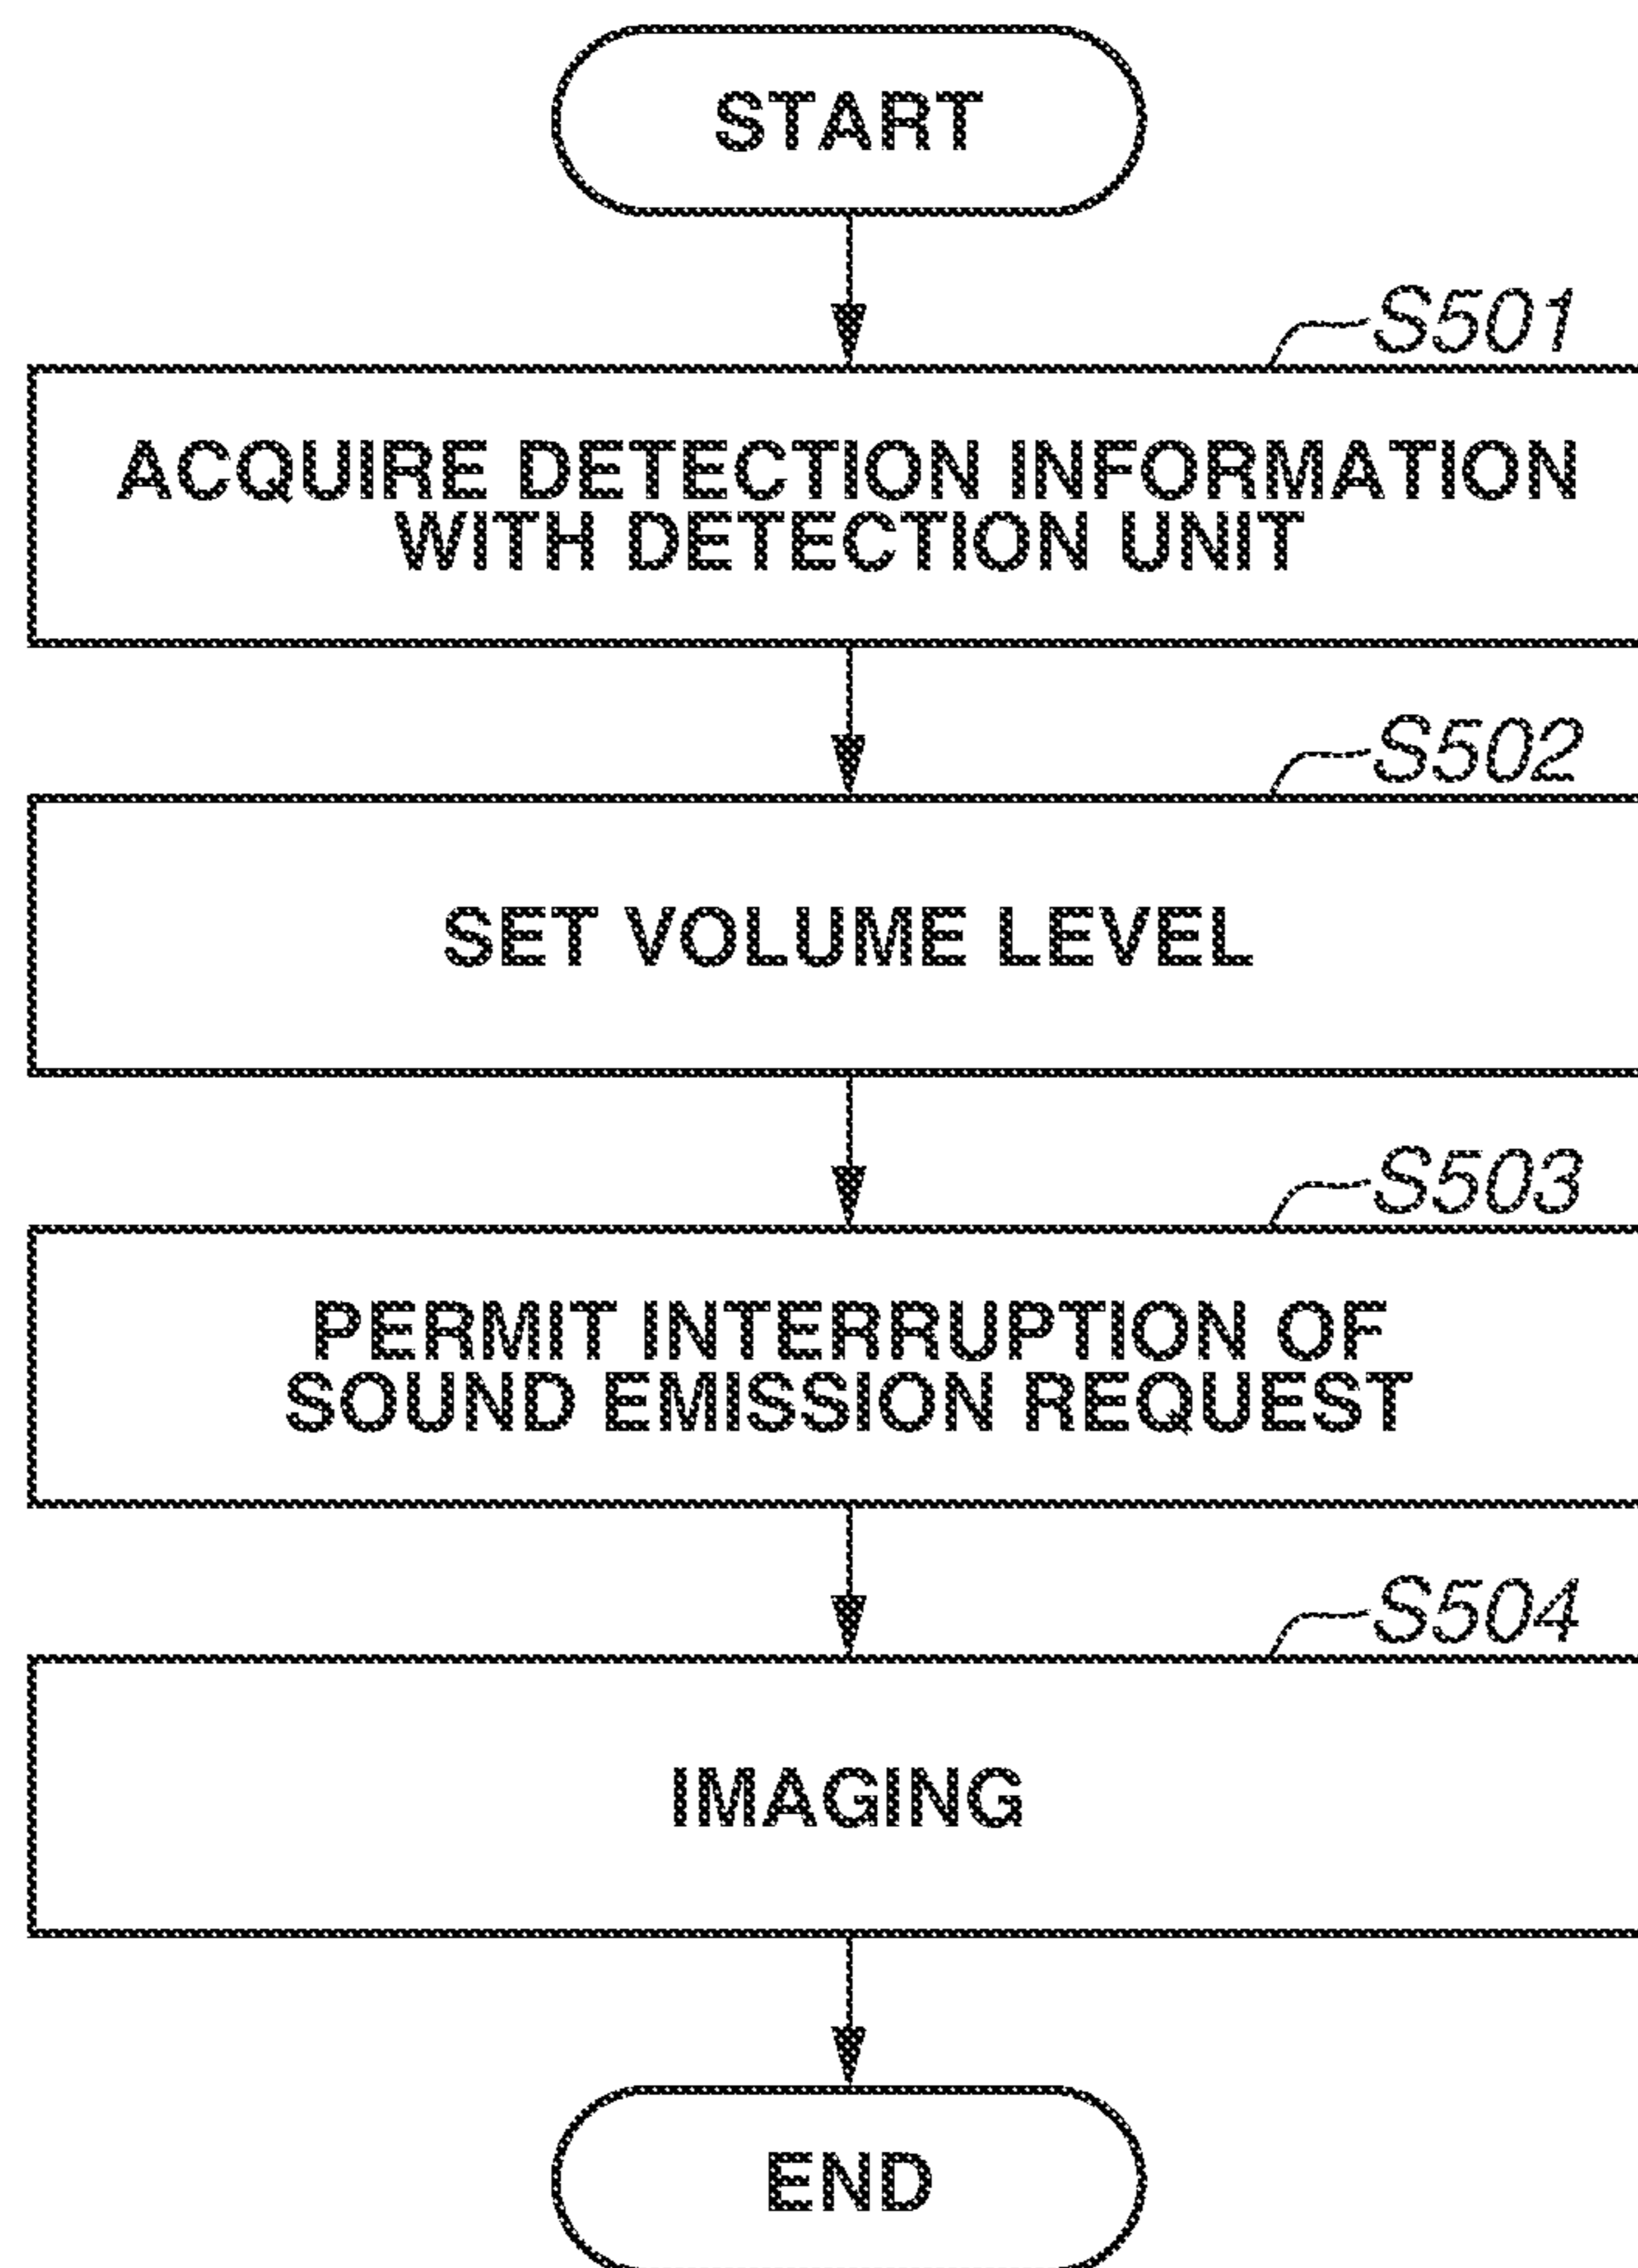 START
S501
ACQUIRE DETECTION INFORMATION
WITH DETECTION UNIT
S502
SET VOLUME LEVEL
S503
PERMIT INTERRUPTION OF
SOUND EMISSION REQUEST
S504
IMAGING
END